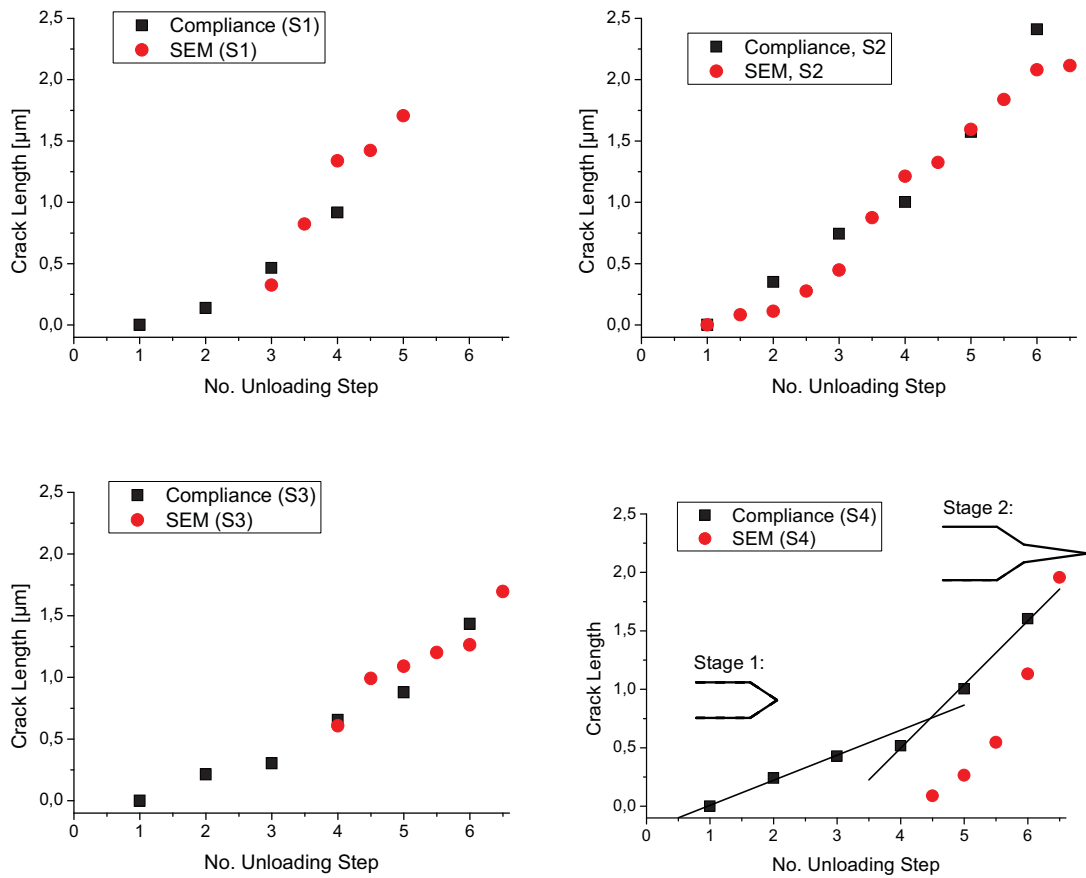 Compliance (S1)
SEM (S1)
2,5
2,0
1,5
1,0
0,5
0,0
Crack Length [µm]
0 1 2 3 4 5 6
No. Unloading Step
Compliance, S2
SEM, S2
2,5
2,0
1,5
1,0
0,5
0,0
Crack Length [µm]
0 1 2 3 4 5 6
No. Unloading Step
Compliance (S3)
SEM (S3)
2,5
2,0
1,5
1,0
0,5
0,0
Crack Length [µm]
0 1 2 3 4 5 6
No. Unloading Step
Compliance (S4)
SEM (S4)
Stage 2:
Stage 1:
2,5
2,0
1,5
1,0
0,5
0,0
Crack Length
0 1 2 3 4 5 6
No. Unloading Step